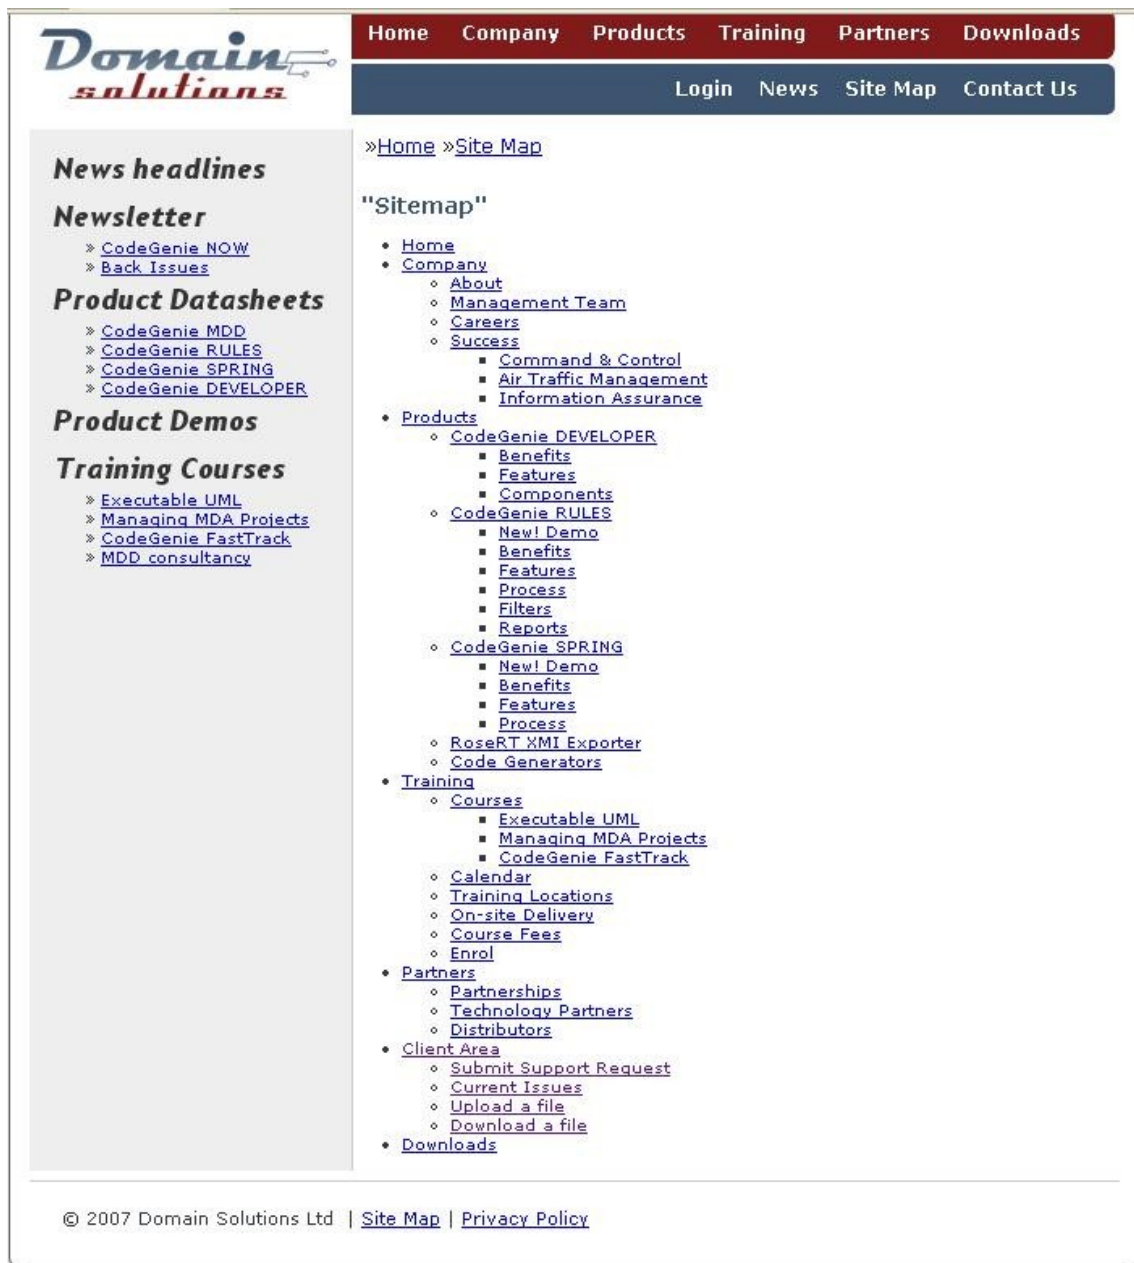 Domain
solutions
Home Company Products Training Partners Downloads
Login News Site Map Contact Us
News headlines
Newsletter
» CodeGenie NOW
» Back Issues
Product Datasheets
» CodeGenie MDD
» CodeGenie RULES
» CodeGenie SPRING
» CodeGenie DEVELOPER
Product Demos
Training Courses
» Executable UML
» Managing MDA Projects
» CodeGenie FastTrack
» MDD consultancy
»Home »Site Map
"Sitemap"
Home
Company
About
Management Team
Careers
Success
Command & Control
Air Traffic Management
Information Assurance
Products
CodeGenie DEVELOPER
Benefits
Features
Components
CodeGenie RULES
New! Demo
Benefits
Features
Process
Filters
Reports
CodeGenie SPRING
New! Demo
Benefits
Features
Process
RoseRT XMI Exporter
Code Generators
Training
Courses
Executable UML
Managing MDA Projects
CodeGenie FastTrack
Calendar
Training Locations
On-site Delivery
Course Fees
Enrol
Partners
Partnerships
Technology Partners
Distributors
Client Area
Submit Support Request
Current Issues
Upload a file
Download a file
Downloads
© 2007 Domain Solutions Ltd | Site Map | Privacy Policy